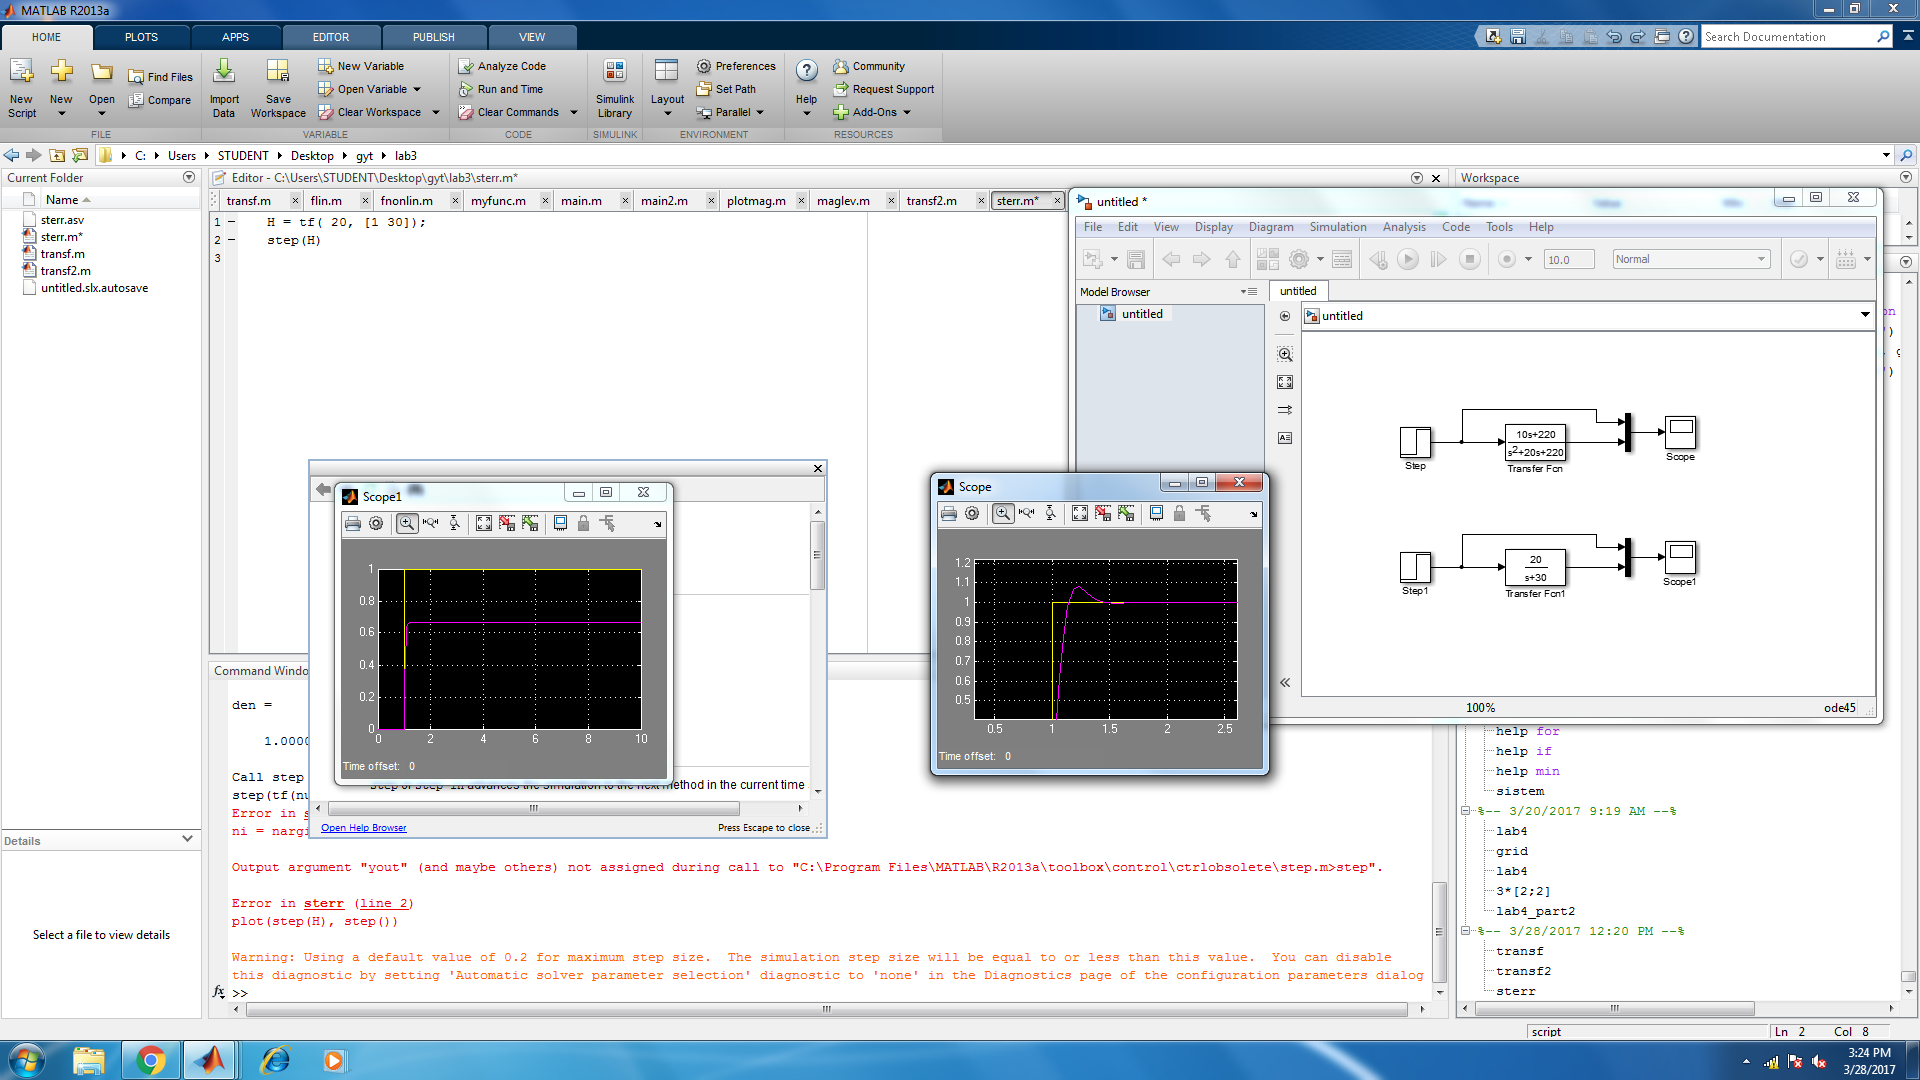 MATLAB R2013a
HOME
PLOTS
APPS
EDITOR
PUBLISH
VIEW
Search Documentation
New Script
New
Open
Find Files
Compare
FILE
Import Data
Save Workspace
New Variable
Open Variable
Clear Workspace
VARIABLE
Analyze Code
Run and Time
Clear Commands
CODE
Simulink Library
SIMULINK
Layout
Preferences
Set Path
Parallel
ENVIRONMENT
Help
Community
Request Support
Add-Ons
RESOURCES
C: Users STUDENT Desktop gyt lab3
Current Folder
Name
sterr.asv
sterr.m*
transf.m
transf2.m
untitled.slx.autosave
Details
Select a file to view details
Editor - C:\Users\STUDENT\Desktop\gyt\lab3\sterr.m*
transf.m flin.m fnonlin.m myfunc.m main.m main2.m plotmag.m maglev.m transf2.m sterr.m*
1 H = tf( 20, [1 30]);
2 step(H)
3
Workspace
untitled *
File Edit View Display Diagram Simulation Analysis Code Tools Help
10.0
Normal
Model Browser
untitled
untitled
untitled
Step
10s+220
s2+20s+220
Transfer Fcn
Scope
Step1
20
s+30
Transfer Fcn1
Scope1
100%
ode45
Scope1
1
0.8
0.6
0.4
0.2
0
0 2 4 6 8 10
Time offset: 0
Scope
1.2
1.1
1
0.9
0.8
0.7
0.6
0.5
0.5 1 1.5 2 2.5
Time offset: 0
advances the simulation to the next method in the current time
Open Help Browser
Press Escape to close
Command Windo
den =
1.0000
Call step
step(tf(nu
Error in s
ni = nargi
Output argument "yout" (and maybe others) not assigned during call to "C:\Program Files\MATLAB\R2013a\toolbox\control\ctrlobsolete\step.m>step".
Error in sterr (line 2)
plot(step(H), step())
Warning: Using a default value of 0.2 for maximum step size.  The simulation step size will be equal to or less than this value.  You can disable
this diagnostic by setting 'Automatic solver parameter selection' diagnostic to 'none' in the Diagnostics page of the configuration parameters dialog
fx >>
help for
help if
help min
sistem
%-- 3/20/2017 9:19 AM --%
lab4
grid
lab4
3*[2;2]
lab4_part2
%-- 3/28/2017 12:20 PM --%
transf
transf2
sterr
script
Ln 2 Col 8
3:24 PM
3/28/2017